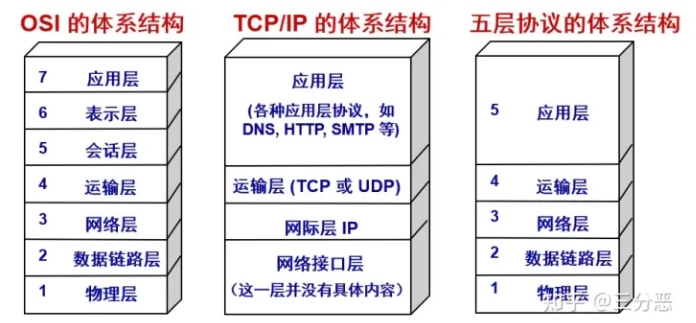 OSI 的体系结构
7 应用层
6 表示层
5 会话层
4 运输层
3 网络层
2 数据链路层
1 物理层
TCP/IP 的体系结构
应用层
(各种应用层协议，如
DNS, HTTP, SMTP 等)
运输层 (TCP 或 UDP)
网际层 IP
网络接口层
（这一层并没有具体内容）
五层协议的体系结构
5 应用层
4 运输层
3 网络层
2 数据链路层
1 物理层
知乎 @三分恶